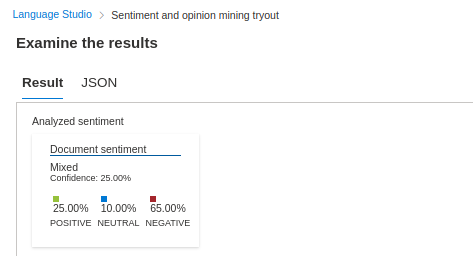 Language Studio > Sentiment and opinion mining tryout
Examine the results
Result JSON
Analyzed sentiment
Document sentiment
Mixed
Confidence: 25.00%
25.00% 10.00% 65.00%
POSITIVE NEUTRAL NEGATIVE